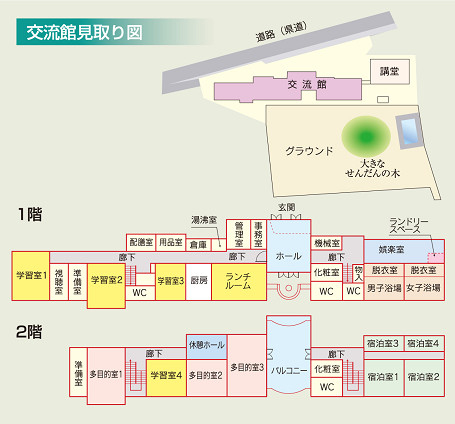 交流館見取り図
道路（県道）
講堂
交流館
グラウンド
大きな
せんだんの木
1階
玄関
湯沸室
ランドリー
スペース
配膳室
用品室
倉庫
管理室
事務室
ホール
機械室
娯楽室
廊下
廊下
廊下
学習室1
視聴室
準備室
学習室2
WC
学習室3
厨房
ランチ
ルーム
化粧室
WC
WC
物入
脱衣室
脱衣室
男子浴場
女子浴場
2階
休憩ホール
廊下
準備室
多目的室1
学習室4
多目的室2
多目的室3
バルコニー
廊下
化粧室
WC
宿泊室3
宿泊室4
宿泊室1
宿泊室2